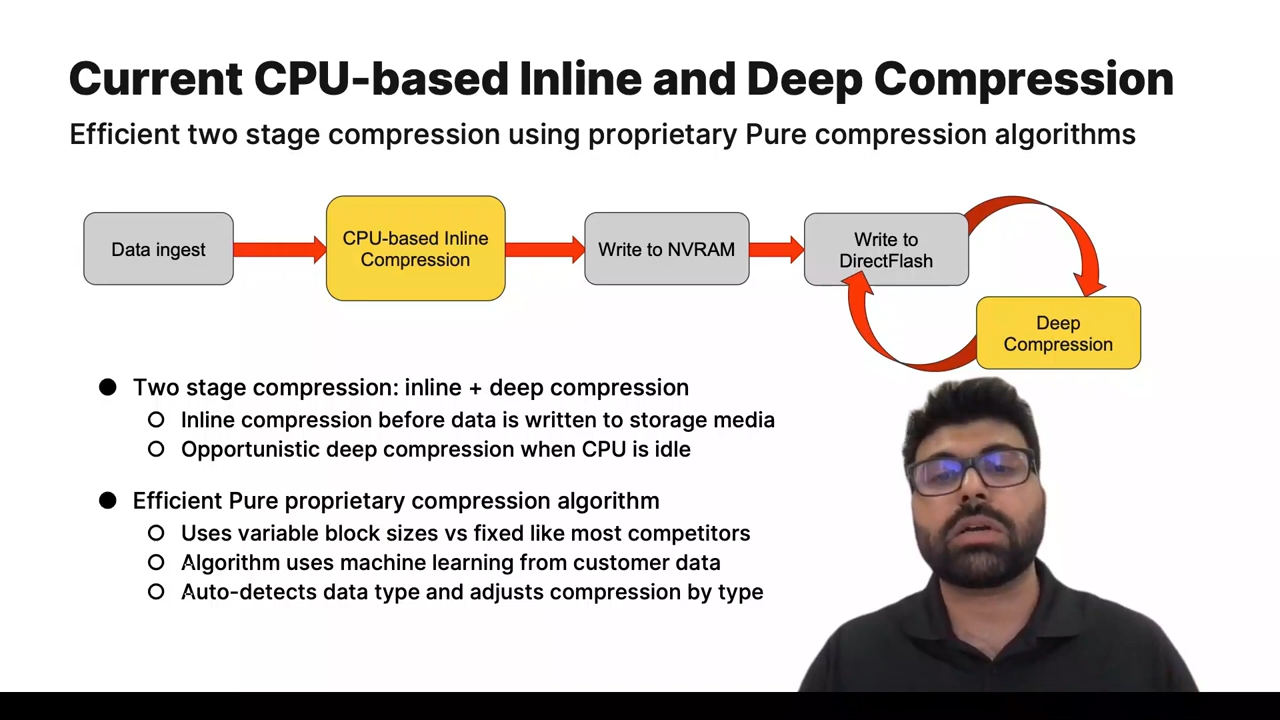 Current CPU-based Inline and Deep Compression
Efficient two stage compression using proprietary Pure compression algorithms
Data ingest
CPU-based Inline
Compression
Write to NVRAM
Write to
DirectFlash
Deep
Compression
Two stage compression: inline + deep compression
Inline compression before data is written to storage media
Opportunistic deep compression when CPU is idle
Efficient Pure proprietary compression algorithm
Uses variable block sizes vs fixed like most competitors
Algorithm uses machine learning from customer data
Auto-detects data type and adjusts compression by type